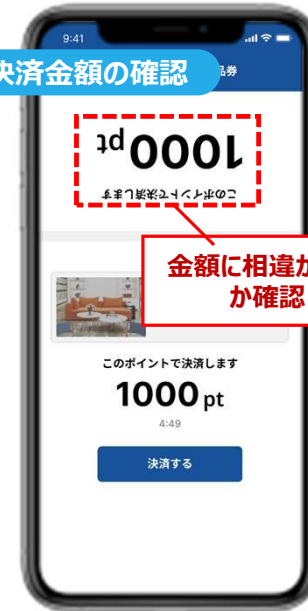 9:41
決済金額の確認
品券
1000pt
このポイントで決済します
金額に相違が
か確認
このポイントで決済します
1000 pt
4:49
決済する